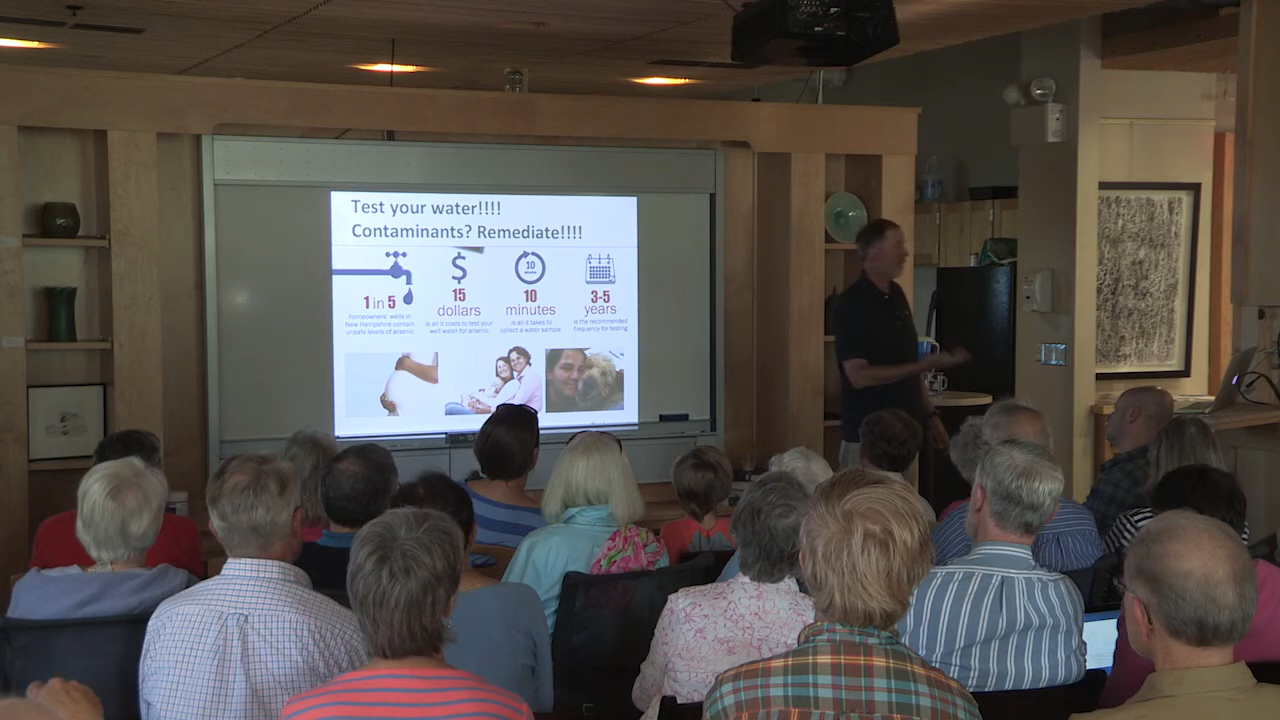 Test your water!!!!
Contaminants? Remediate!!!!
1 in 5
homeowners' wells in
New Hampshire contain
unsafe levels of arsenic
$
15
dollars
is all it costs to test your
well water for arsenic
10
10
minutes
is all it takes to
collect a water sample
3-5
years
is the recommended
frequency for testing